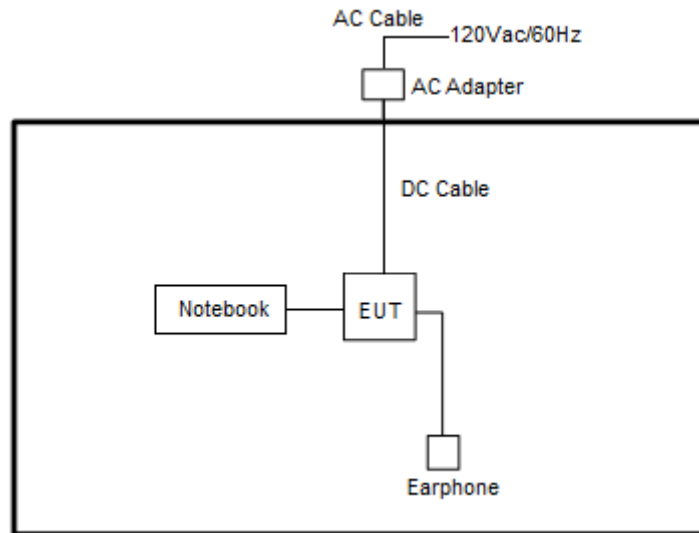 AC Cable
120Vac/60Hz
AC Adapter
DC Cable
Notebook
EUT
Earphone